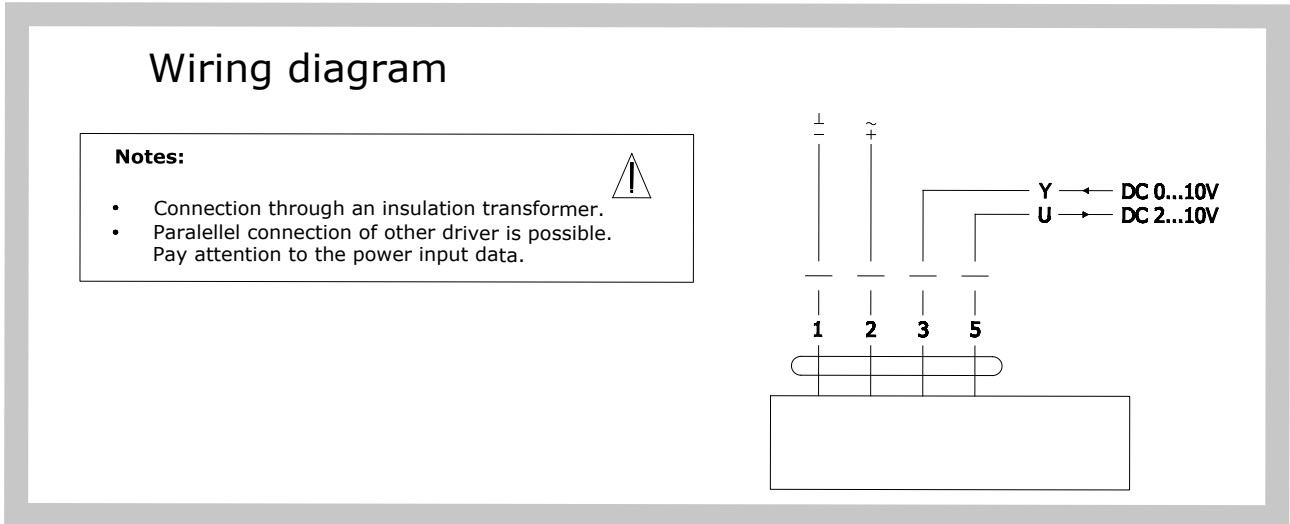 Wiring diagram
Notes:
• Connection through an insulation transformer.
• Paralellel connection of other driver is possible.
Pay attention to the power input data.
⊥ ~
− +
Y DC 0...10V
U DC 2...10V
1 2 3 5